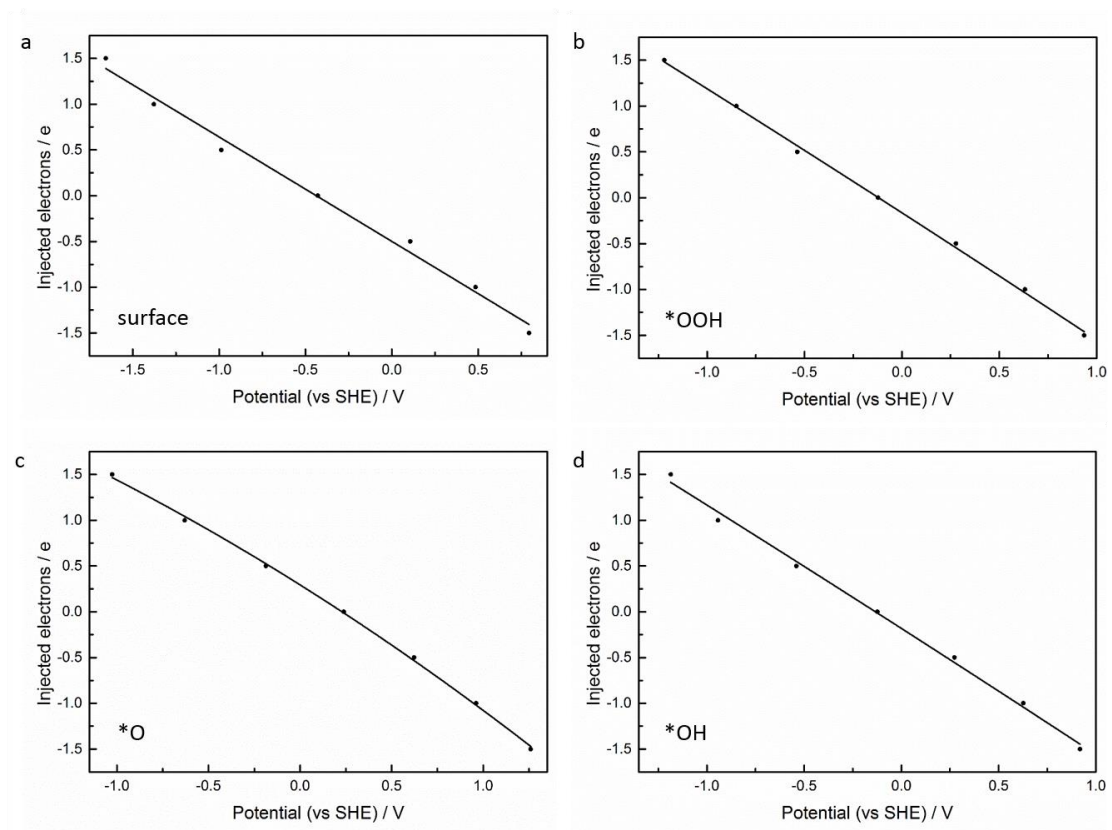 a
Injected electrons / e
1.5
1.0
0.5
0.0
-0.5
-1.0
-1.5
surface
-1.5 -1.0 -0.5 0.0 0.5
Potential (vs SHE) / V
b
Injected electrons / e
1.5
1.0
0.5
0.0
-0.5
-1.0
-1.5
*OOH
-1.0 -0.5 0.0 0.5 1.0
Potential (vs SHE) / V
c
Injected electrons / e
1.5
1.0
0.5
0.0
-0.5
-1.0
-1.5
*O
-1.0 -0.5 0.0 0.5 1.0
Potential (vs SHE) / V
d
Injected electrons / e
1.5
1.0
0.5
0.0
-0.5
-1.0
-1.5
*OH
-1.0 -0.5 0.0 0.5 1.0
Potential (vs SHE) / V